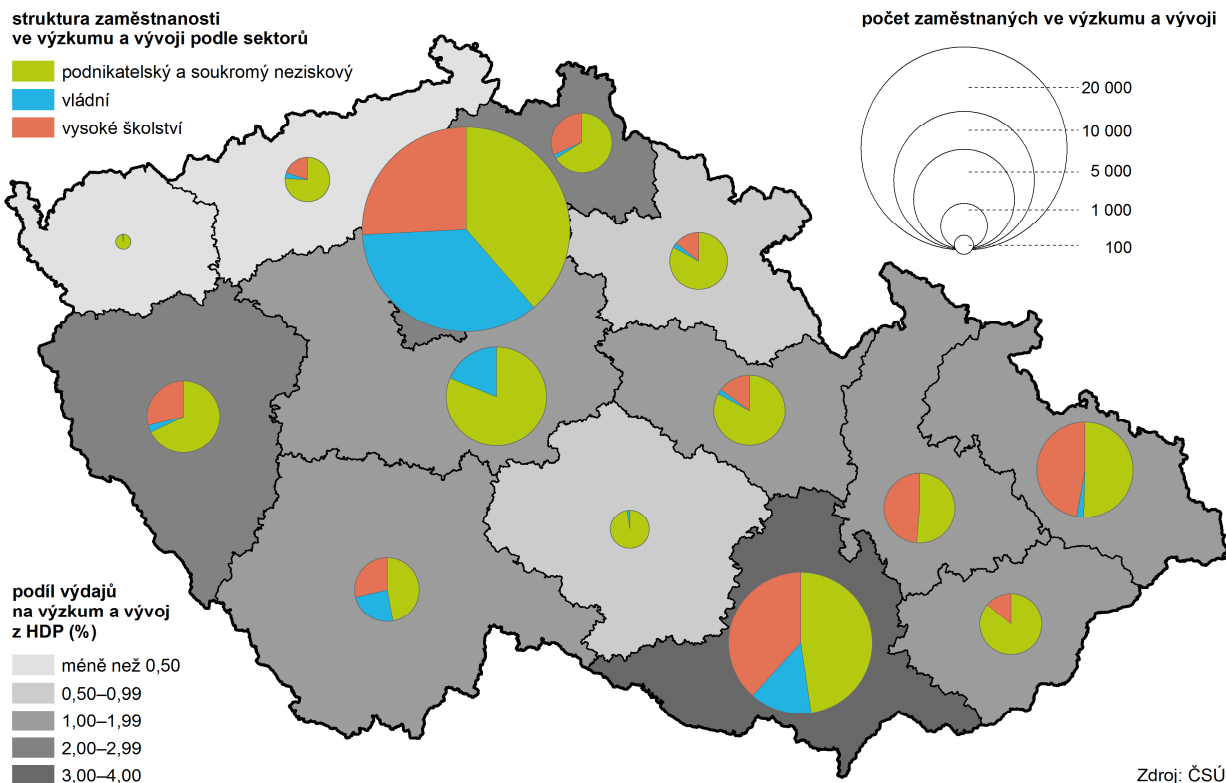 struktura zaměstnanosti
ve výzkumu a vývoji podle sektorů
podnikatelský a soukromý neziskový
vládní
vysoké školství
počet zaměstnaných ve výzkumu a vývoji
20 000
10 000
5 000
1 000
100
podíl výdajů
na výzkum a vývoj
z HDP (%)
méně než 0,50
0,50–0,99
1,00–1,99
2,00–2,99
3,00–4,00
Zdroj: ČSÚ